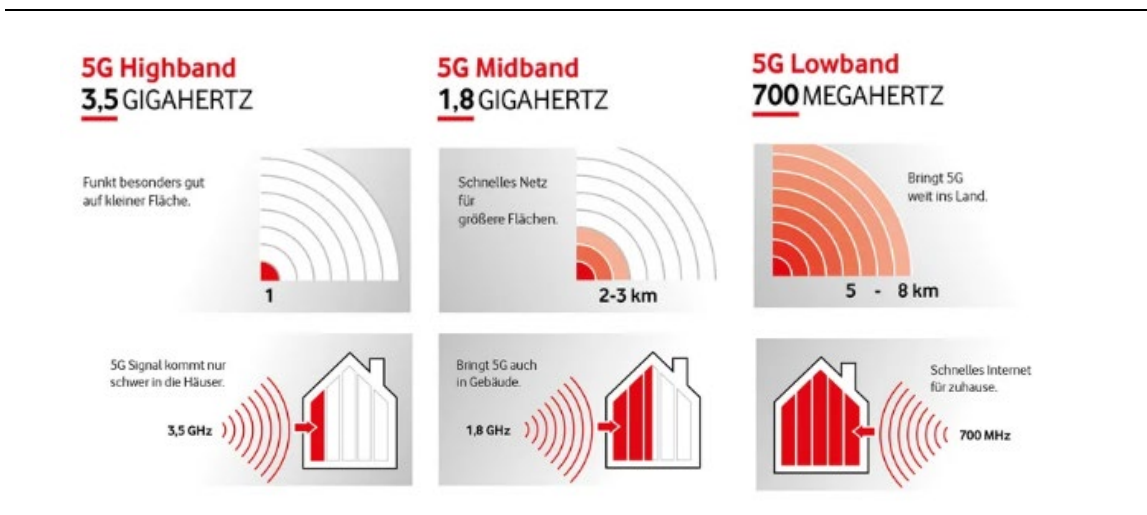 5G Highband
3,5 GIGAHERTZ
Funkt besonders gut
auf kleiner Fläche.
1
5G Signal kommt nur
schwer in die Häuser.
3,5 GHz
5G Midband
1,8 GIGAHERTZ
Schnelles Netz
für
größere Flächen.
2-3 km
Bringt 5G auch
in Gebäude.
1,8 GHz
5G Lowband
700 MEGAHERTZ
Bringt 5G
weit ins Land.
5 - 8 km
Schnelles Internet
für zuhause.
700 MHz